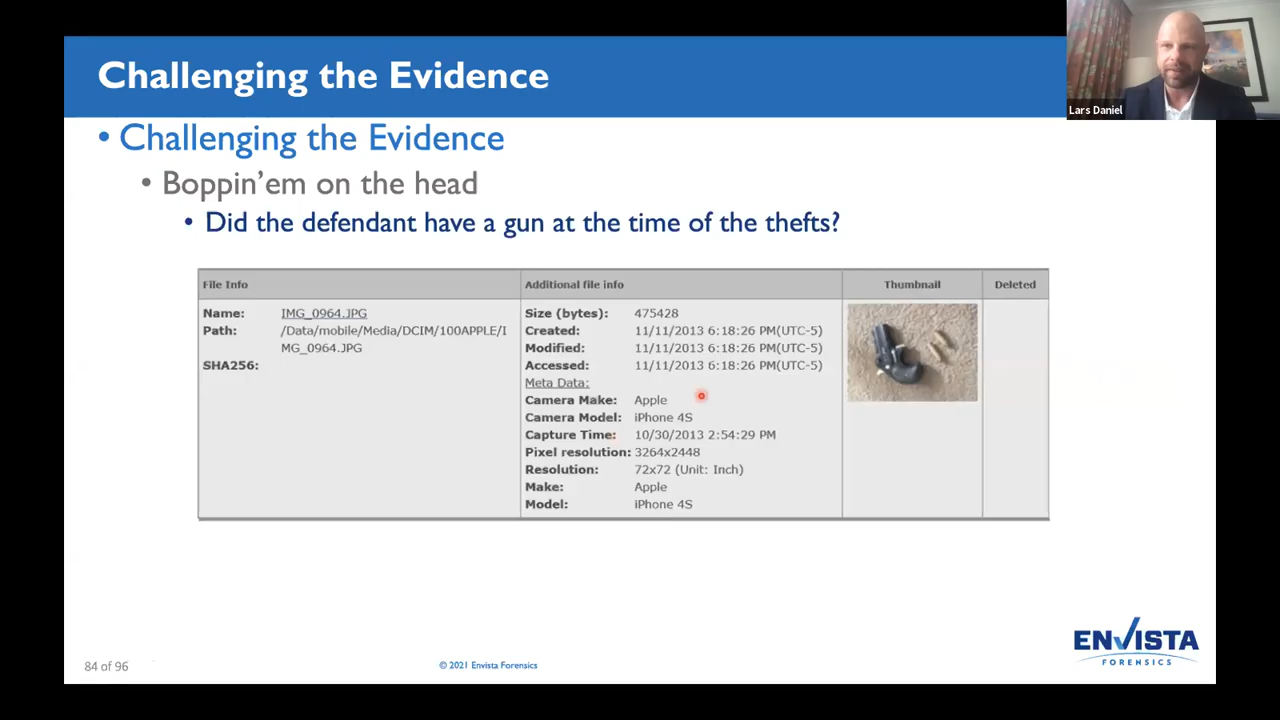 Challenging the Evidence
Lars Daniel
• Challenging the Evidence
• Boppin'em on the head
• Did the defendant have a gun at the time of the thefts?
File Info
Additional file info
Thumbnail
Deleted
Name: IMG_0964.JPG
Path: /Data/mobile/Media/DCIM/100APPLE/I
MG_0964.JPG
SHA256:
Size (bytes): 475428
Created: 11/11/2013 6:18:26 PM(UTC-5)
Modified: 11/11/2013 6:18:26 PM(UTC-5)
Accessed: 11/11/2013 6:18:26 PM(UTC-5)
Meta Data:
Camera Make: Apple
Camera Model: iPhone 4S
Capture Time: 10/30/2013 2:54:29 PM
Pixel resolution: 3264x2448
Resolution: 72x72 (Unit: Inch)
Make: Apple
Model: iPhone 4S
84 of 96
© 2021 Envista Forensics
ENVISTA
FORENSICS